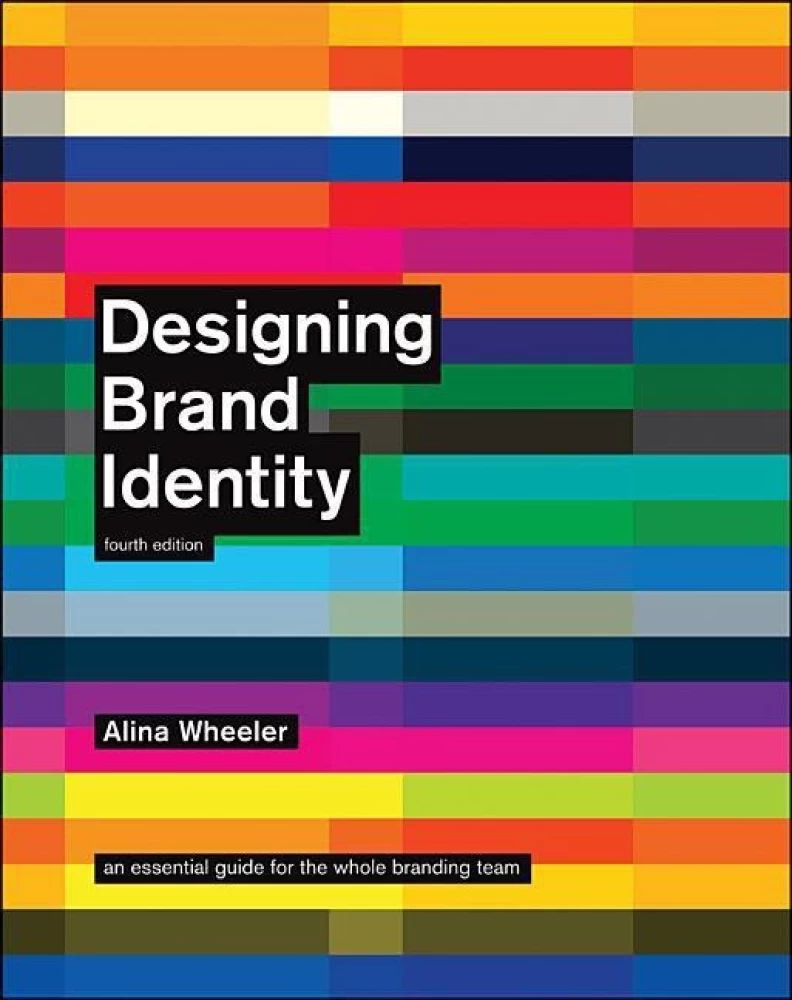 Designing
Brand
Identity
fourth edition
Alina Wheeler
an essential guide for the whole branding team